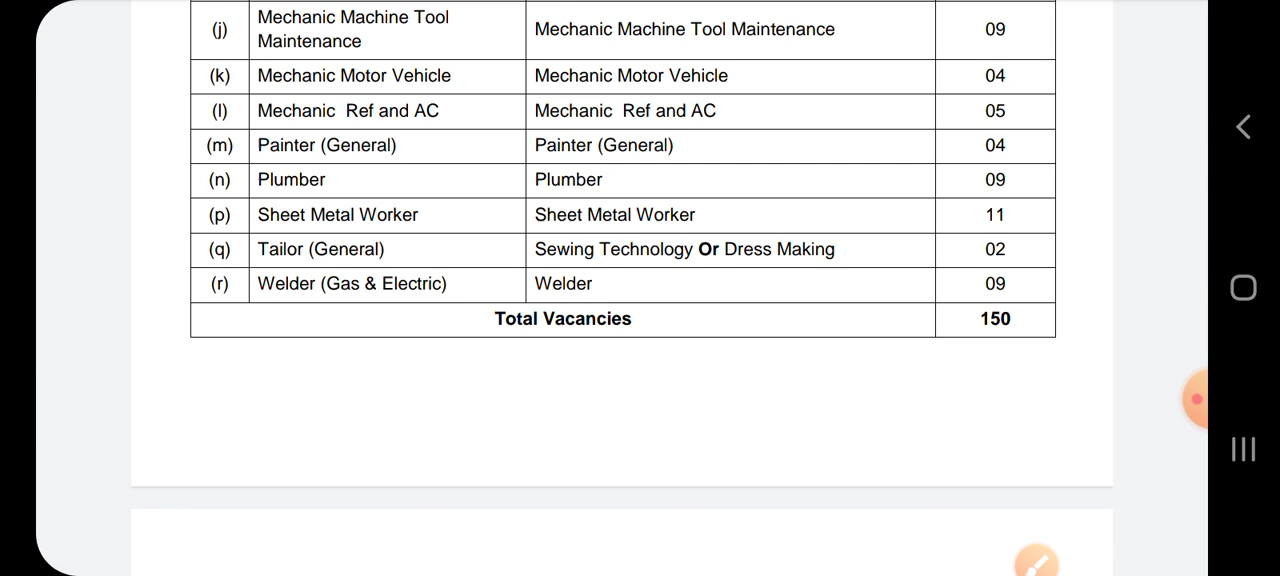 (j) Mechanic Machine Tool Maintenance Mechanic Machine Tool Maintenance 09
(k) Mechanic Motor Vehicle Mechanic Motor Vehicle 04
(l) Mechanic Ref and AC Mechanic Ref and AC 05
(m) Painter (General) Painter (General) 04
(n) Plumber Plumber 09
(p) Sheet Metal Worker Sheet Metal Worker 11
(q) Tailor (General) Sewing Technology Or Dress Making 02
(r) Welder (Gas & Electric) Welder 09
Total Vacancies 150